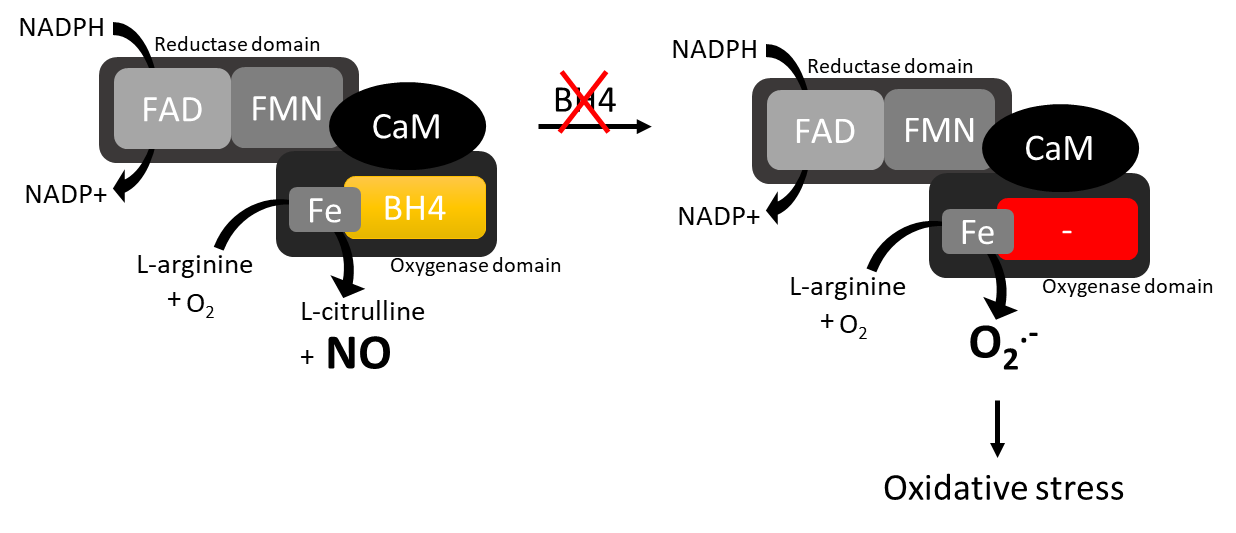 NADPH
Reductase domain
FAD
FMN
CaM
NADP+
Fe
BH4
L-arginine
+ O₂
Oxygenase domain
L-citrulline
+ NO
BH4
NADPH
Reductase domain
FAD
FMN
CaM
NADP+
Fe
-
L-arginine
+ O₂
Oxygenase domain
O₂·-
Oxidative stress